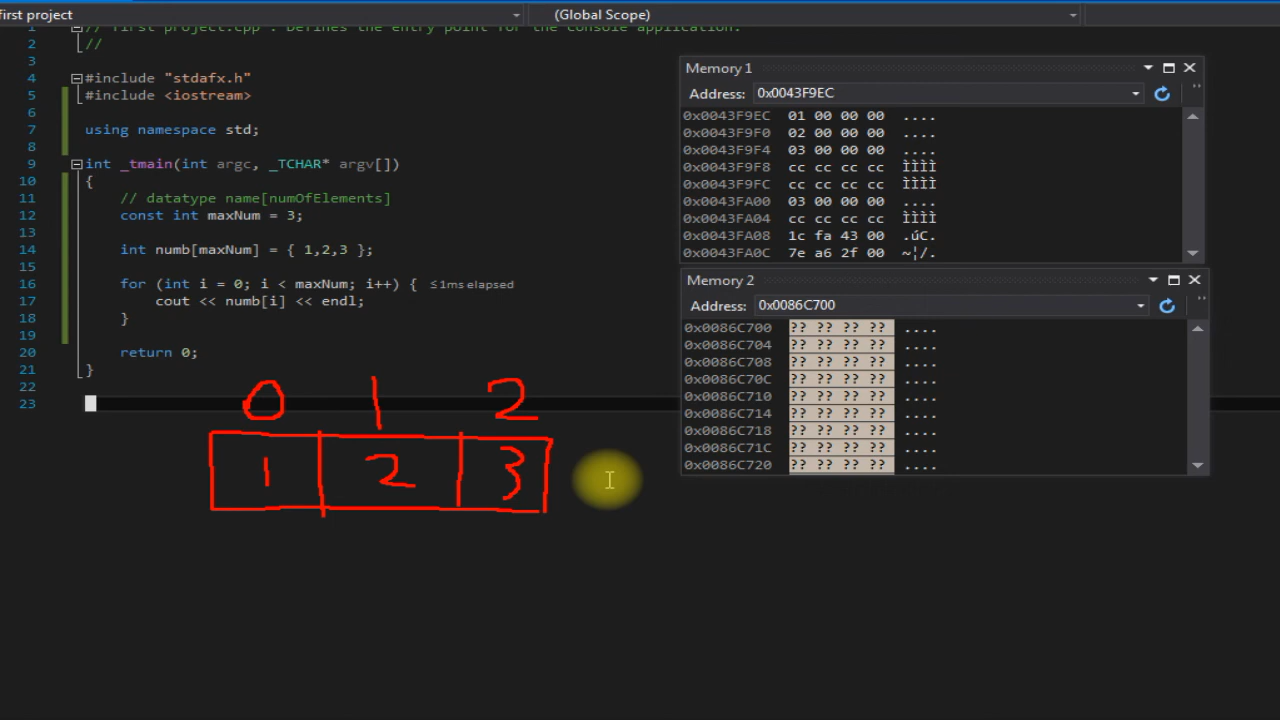 first project (Global Scope)
1 // first project.cpp : Defines the entry point for the console application.
2 //
3
4 #include "stdafx.h"
5 #include <iostream>
6
7 using namespace std;
8
9 int _tmain(int argc, _TCHAR* argv[])
10 {
11 // datatype name[numOfElements]
12 const int maxNum = 3;
13
14 int numb[maxNum] = { 1,2,3 };
15
16 for (int i = 0; i < maxNum; i++) { ≤1ms elapsed
17 cout << numb[i] << endl;
18 }
19
20 return 0;
21 }
22
23
0 1 2
1 2 3
Memory 1
Address: 0x0043F9EC
0x0043F9EC 01 00 00 00 ....
0x0043F9F0 02 00 00 00 ....
0x0043F9F4 03 00 00 00 ....
0x0043F9F8 cc cc cc cc ÌÌÌÌ
0x0043F9FC cc cc cc cc ÌÌÌÌ
0x0043FA00 03 00 00 00 ....
0x0043FA04 cc cc cc cc ÌÌÌÌ
0x0043FA08 1c fa 43 00 .úC.
0x0043FA0C 7e a6 2f 00 ~¦/.
Memory 2
Address: 0x0086C700
0x0086C700 ?? ?? ?? ?? ....
0x0086C704 ?? ?? ?? ?? ....
0x0086C708 ?? ?? ?? ?? ....
0x0086C70C ?? ?? ?? ?? ....
0x0086C710 ?? ?? ?? ?? ....
0x0086C714 ?? ?? ?? ?? ....
0x0086C718 ?? ?? ?? ?? ....
0x0086C71C ?? ?? ?? ?? ....
0x0086C720 ?? ?? ?? ?? ....